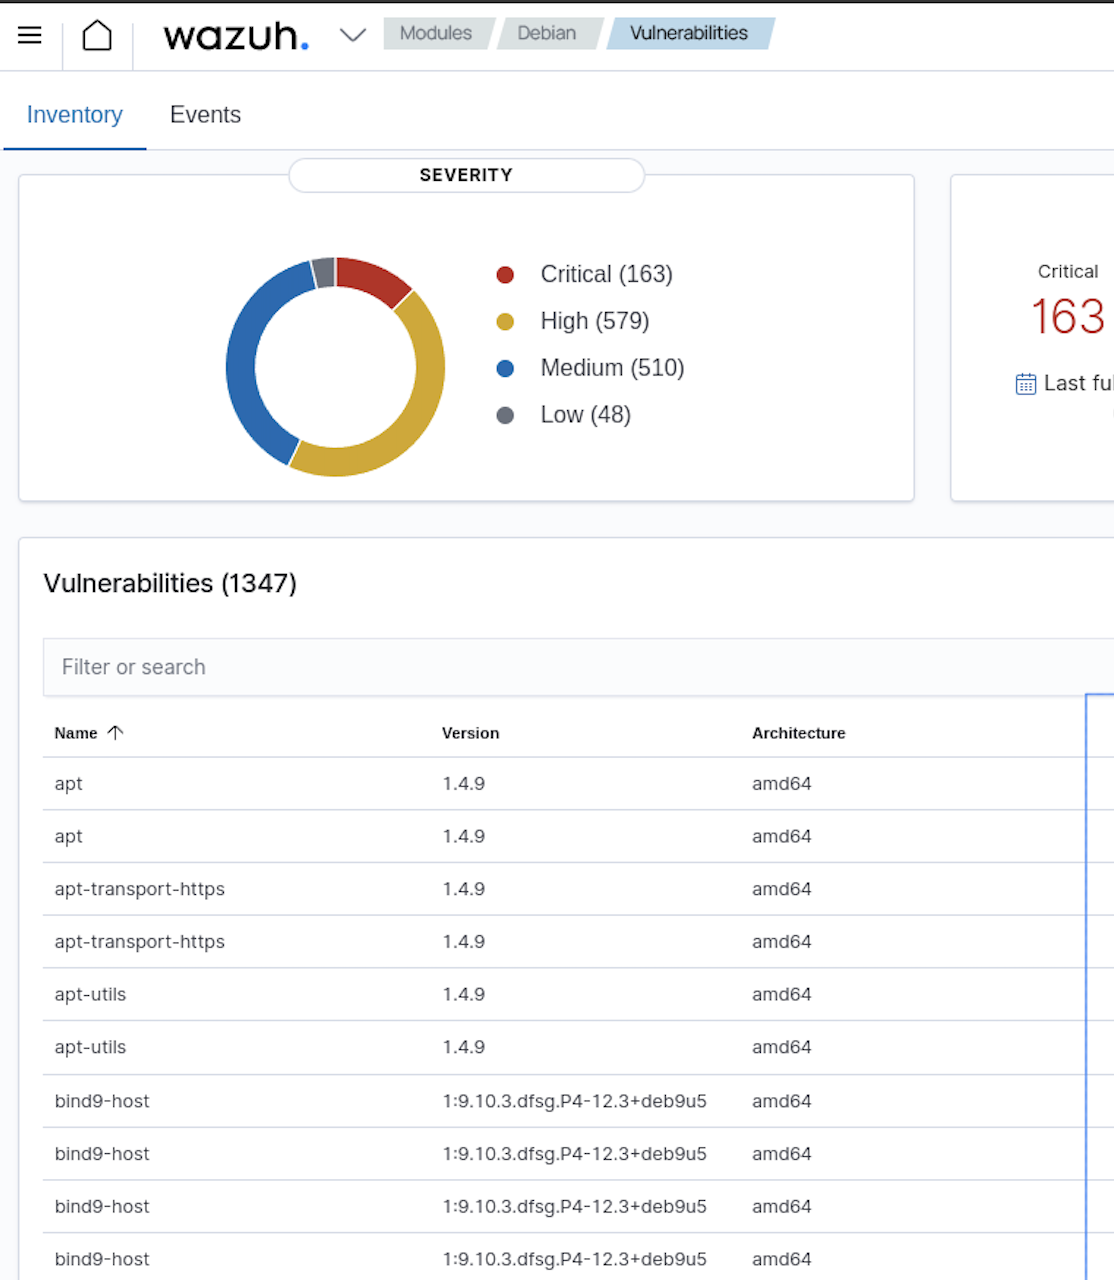 wazuh. Modules Debian Vulnerabilities
Inventory Events
SEVERITY
Critical (163)
High (579)
Medium (510)
Low (48)
Critical
163
Last ful
Vulnerabilities (1347)
Filter or search
Name Version Architecture
apt 1.4.9 amd64
apt 1.4.9 amd64
apt-transport-https 1.4.9 amd64
apt-transport-https 1.4.9 amd64
apt-utils 1.4.9 amd64
apt-utils 1.4.9 amd64
bind9-host 1:9.10.3.dfsg.P4-12.3+deb9u5 amd64
bind9-host 1:9.10.3.dfsg.P4-12.3+deb9u5 amd64
bind9-host 1:9.10.3.dfsg.P4-12.3+deb9u5 amd64
bind9-host 1:9.10.3.dfsg.P4-12.3+deb9u5 amd64